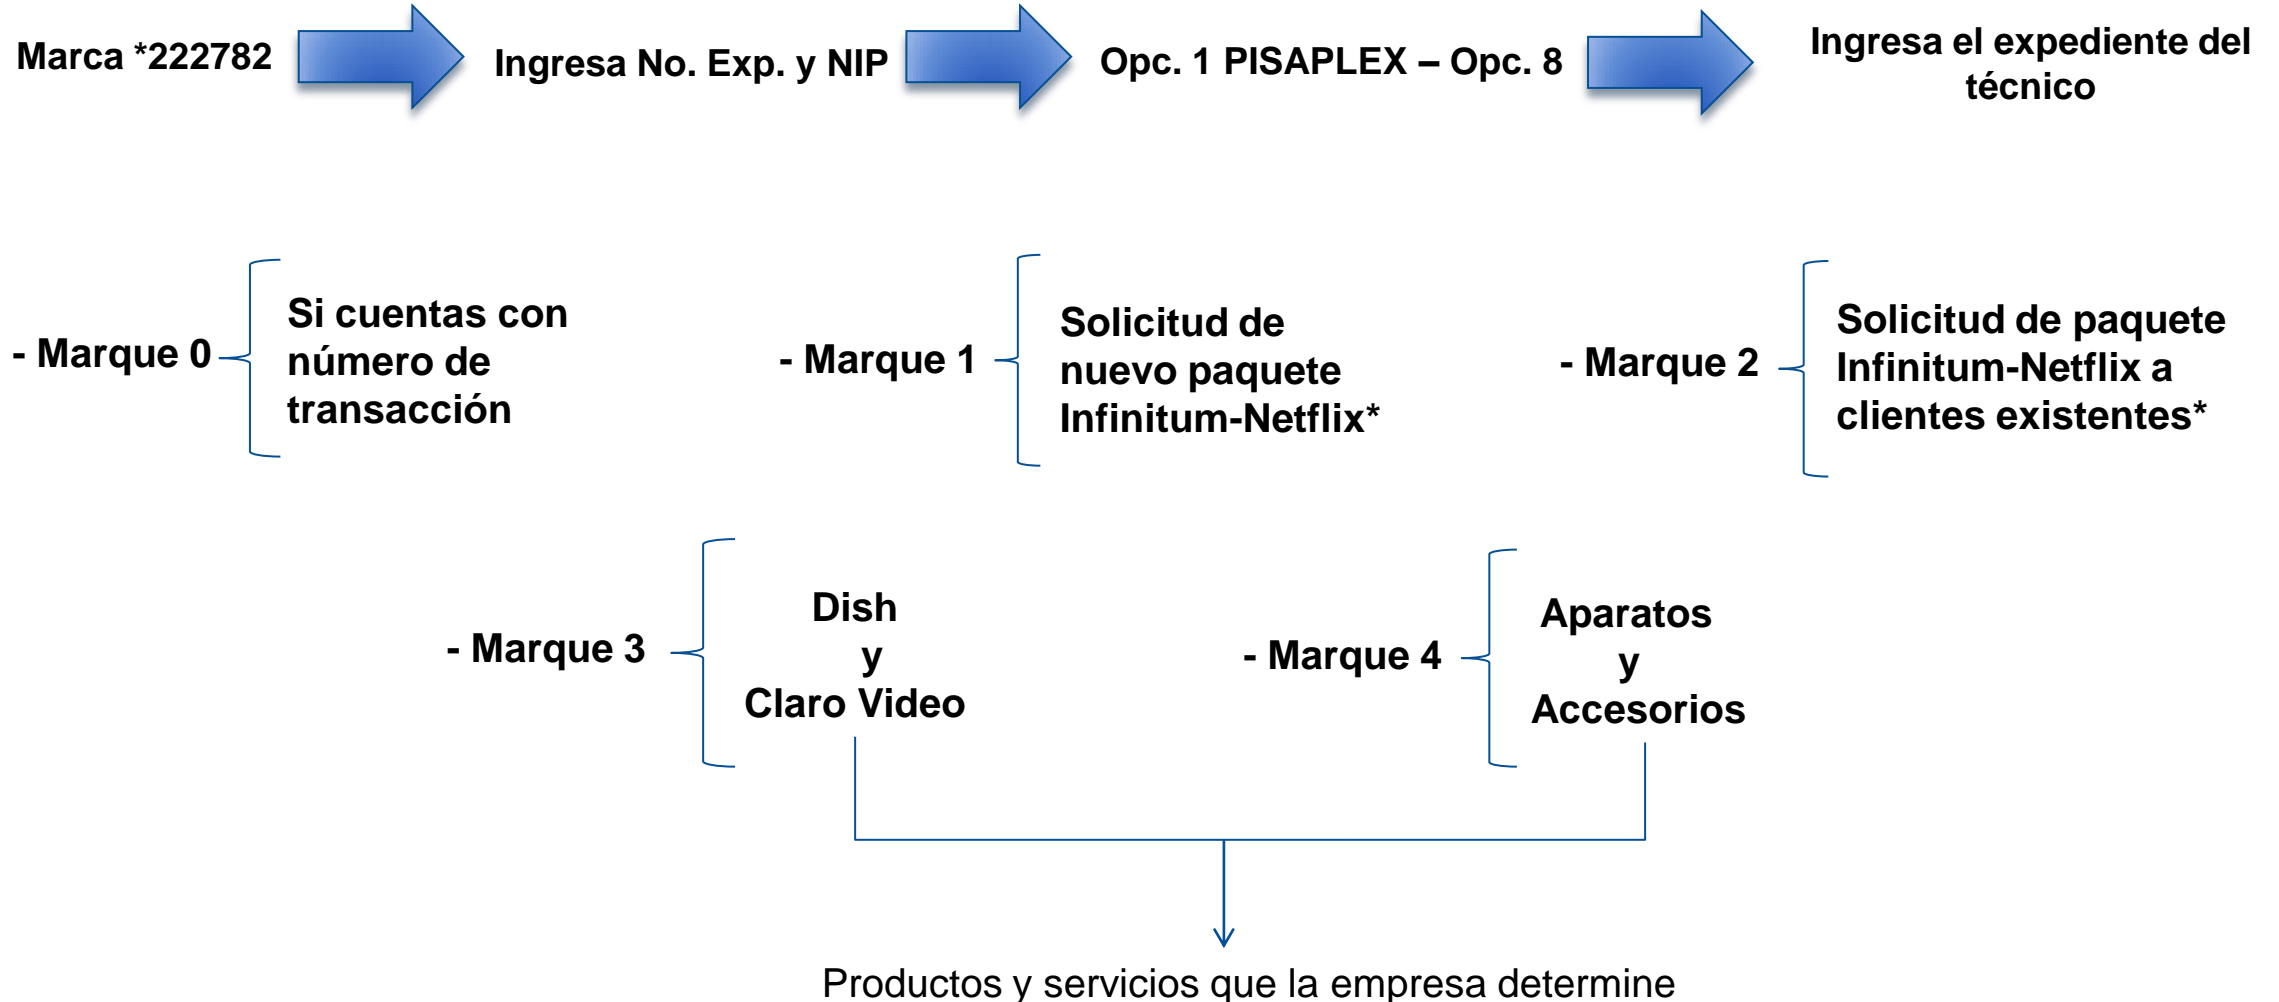 Marca *222782
Ingresa No. Exp. y NIP
Opc. 1 PISAPLEX – Opc. 8
Ingresa el expediente del
técnico
- Marque 0
Si cuentas con
número de
transacción
- Marque 1
Solicitud de
nuevo paquete
Infinitum-Netflix*
- Marque 2
Solicitud de paquete
Infinitum-Netflix a
clientes existentes*
- Marque 3
Dish
y
Claro Video
- Marque 4
Aparatos
y
Accesorios
Productos y servicios que la empresa determine